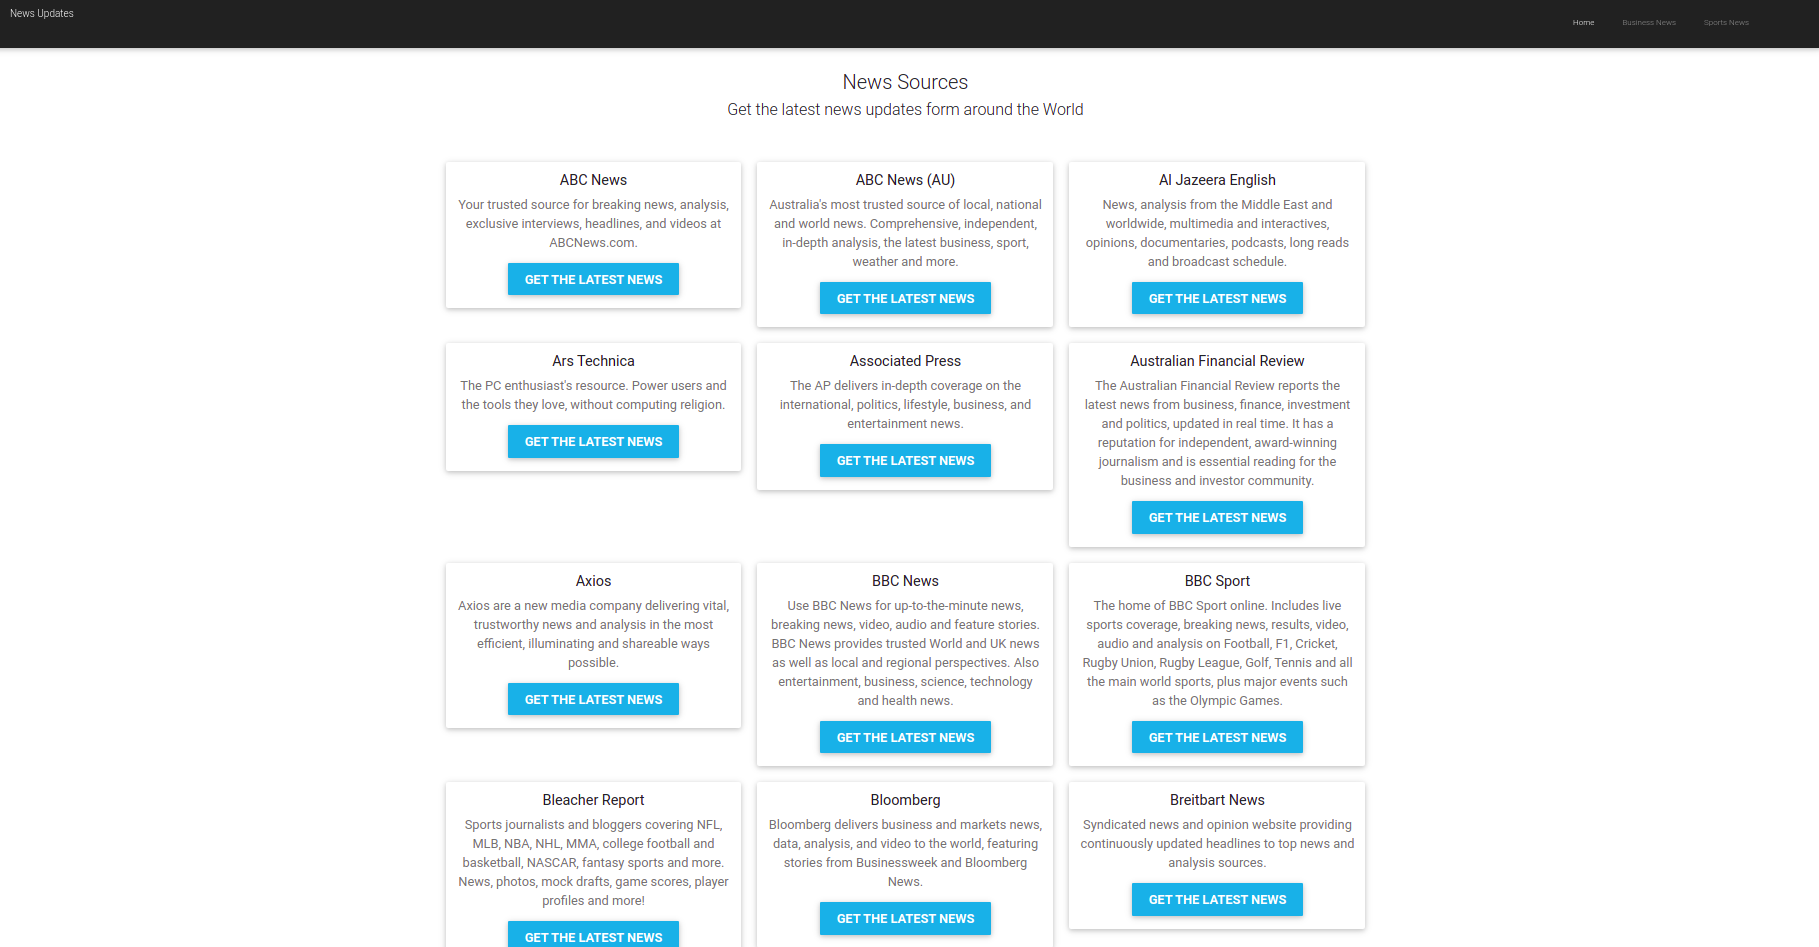 News Updates
Home
Business News
Sports News
News Sources
Get the latest news updates form around the World
ABC News
Your trusted source for breaking news, analysis,
exclusive interviews, headlines, and videos at
ABCNews.com.
GET THE LATEST NEWS
ABC News (AU)
Australia's most trusted source of local, national
and world news. Comprehensive, independent,
in-depth analysis, the latest business, sport,
weather and more.
GET THE LATEST NEWS
Al Jazeera English
News, analysis from the Middle East and
worldwide, multimedia and interactives,
opinions, documentaries, podcasts, long reads
and broadcast schedule.
GET THE LATEST NEWS
Ars Technica
The PC enthusiast's resource. Power users and
the tools they love, without computing religion.
GET THE LATEST NEWS
Associated Press
The AP delivers in-depth coverage on the
international, politics, lifestyle, business, and
entertainment news.
GET THE LATEST NEWS
Australian Financial Review
The Australian Financial Review reports the
latest news from business, finance, investment
and politics, updated in real time. It has a
reputation for independent, award-winning
journalism and is essential reading for the
business and investor community.
GET THE LATEST NEWS
Axios
Axios are a new media company delivering vital,
trustworthy news and analysis in the most
efficient, illuminating and shareable ways
possible.
GET THE LATEST NEWS
BBC News
Use BBC News for up-to-the-minute news,
breaking news, video, audio and feature stories.
BBC News provides trusted World and UK news
as well as local and regional perspectives. Also
entertainment, business, science, technology
and health news.
GET THE LATEST NEWS
BBC Sport
The home of BBC Sport online. Includes live
sports coverage, breaking news, results, video,
audio and analysis on Football, F1, Cricket,
Rugby Union, Rugby League, Golf, Tennis and all
the main world sports, plus major events such
as the Olympic Games.
GET THE LATEST NEWS
Bleacher Report
Sports journalists and bloggers covering NFL,
MLB, NBA, NHL, MMA, college football and
basketball, NASCAR, fantasy sports and more.
News, photos, mock drafts, game scores, player
profiles and more!
GET THE LATEST NEWS
Bloomberg
Bloomberg delivers business and markets news,
data, analysis, and video to the world, featuring
stories from Businessweek and Bloomberg
News.
GET THE LATEST NEWS
Breitbart News
Syndicated news and opinion website providing
continuously updated headlines to top news and
analysis sources.
GET THE LATEST NEWS